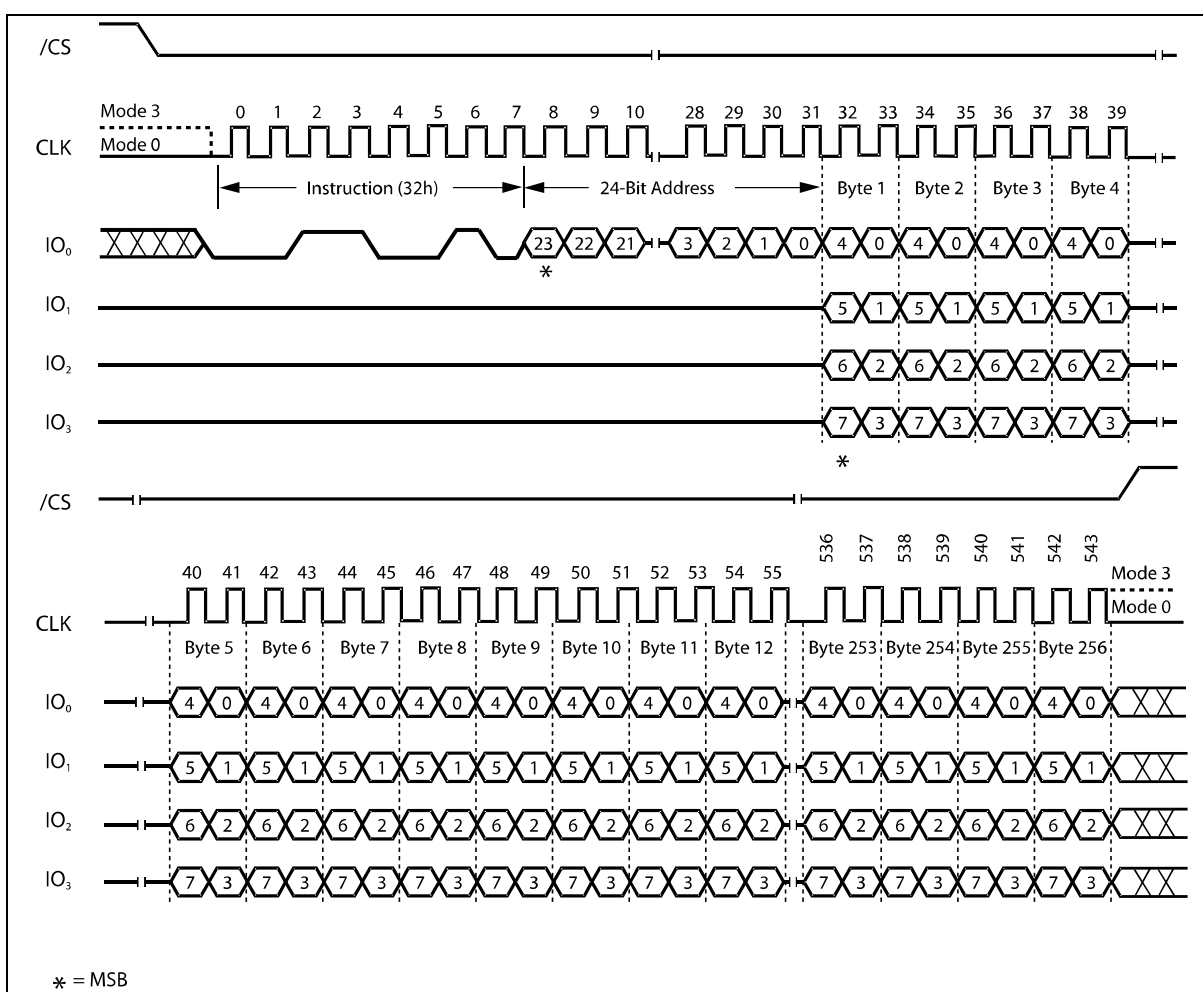 /CS
Mode 3
0 1 2 3 4 5 6 7 8 9 10 28 29 30 31 32 33 34 35 36 37 38 39
CLK
Mode 0
Instruction (32h) 24-Bit Address Byte 1 Byte 2 Byte 3 Byte 4
IO₀ 23 22 21 3 2 1 0 4 0 4 0 4 0 4 0
*
IO₁ 5 1 5 1 5 1 5 1
IO₂ 6 2 6 2 6 2 6 2
IO₃ 7 3 7 3 7 3 7 3
*
/CS
40 41 42 43 44 45 46 47 48 49 50 51 52 53 54 55 536 537 538 539 540 541 542 543
Mode 3
CLK
Mode 0
Byte 5 Byte 6 Byte 7 Byte 8 Byte 9 Byte 10 Byte 11 Byte 12 Byte 253 Byte 254 Byte 255 Byte 256
IO₀ 4 0 4 0 4 0 4 0 4 0 4 0 4 0 4 0 4 0 4 0 4 0 4 0
IO₁ 5 1 5 1 5 1 5 1 5 1 5 1 5 1 5 1 5 1 5 1 5 1 5 1
IO₂ 6 2 6 2 6 2 6 2 6 2 6 2 6 2 6 2 6 2 6 2 6 2 6 2
IO₃ 7 3 7 3 7 3 7 3 7 3 7 3 7 3 7 3 7 3 7 3 7 3 7 3
* = MSB